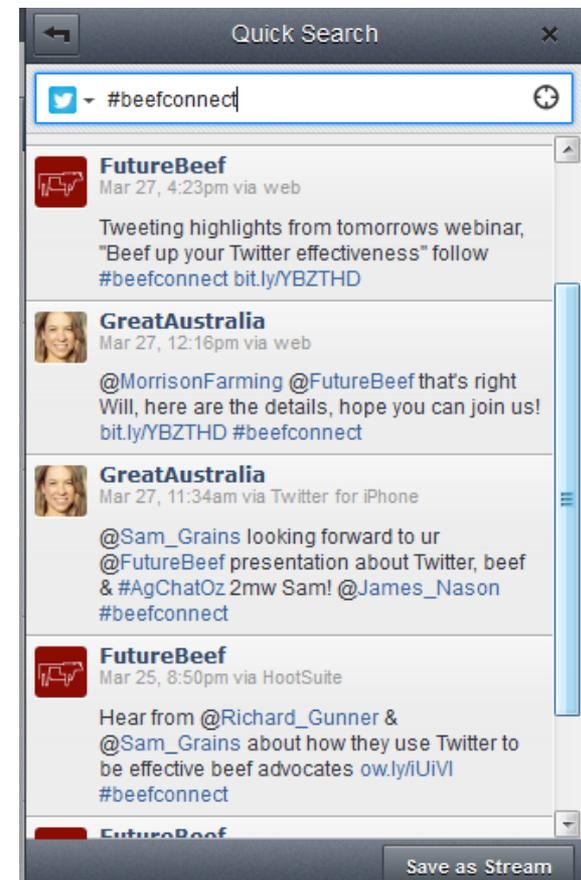 Quick Search
#beefconnect
FutureBeef
Mar 27, 4:23pm via web
Tweeting highlights from tomorrows webinar,
"Beef up your Twitter effectiveness" follow
#beefconnect bit.ly/YBZTHD
GreatAustralia
Mar 27, 12:16pm via web
@MorrisonFarming @FutureBeef that's right
Will, here are the details, hope you can join us!
bit.ly/YBZTHD #beefconnect
GreatAustralia
Mar 27, 11:34am via Twitter for iPhone
@Sam_Grains looking forward to ur
@FutureBeef presentation about Twitter, beef
& #AgChatOz 2mw Sam! @James_Nason
#beefconnect
FutureBeef
Mar 25, 8:50pm via HootSuite
Hear from @Richard_Gunner &
@Sam_Grains about how they use Twitter to
be effective beef advocates ow.ly/iUiVl
#beefconnect
FutureBeef
Save as Stream